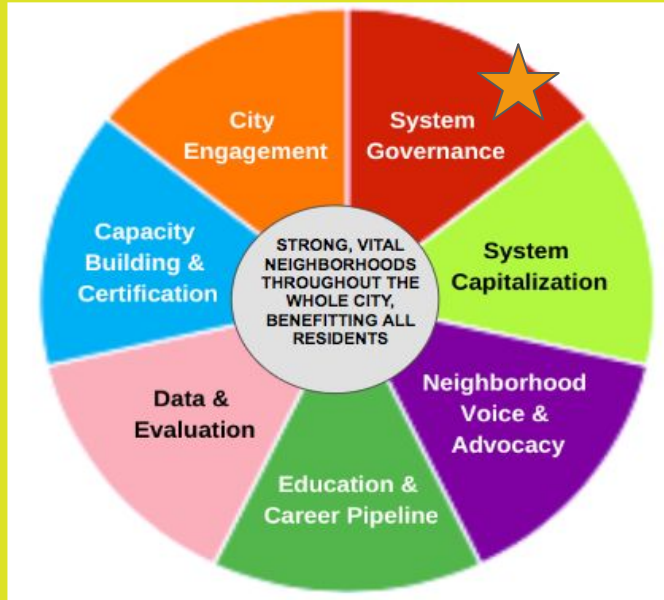 City
Engagement
System
Governance
Capacity
Building &
Certification
STRONG, VITAL
NEIGHBORHOODS
THROUGHOUT THE
WHOLE CITY,
BENEFITTING ALL
RESIDENTS
System
Capitalization
Data &
Evaluation
Neighborhood
Voice &
Advocacy
Education &
Career Pipeline